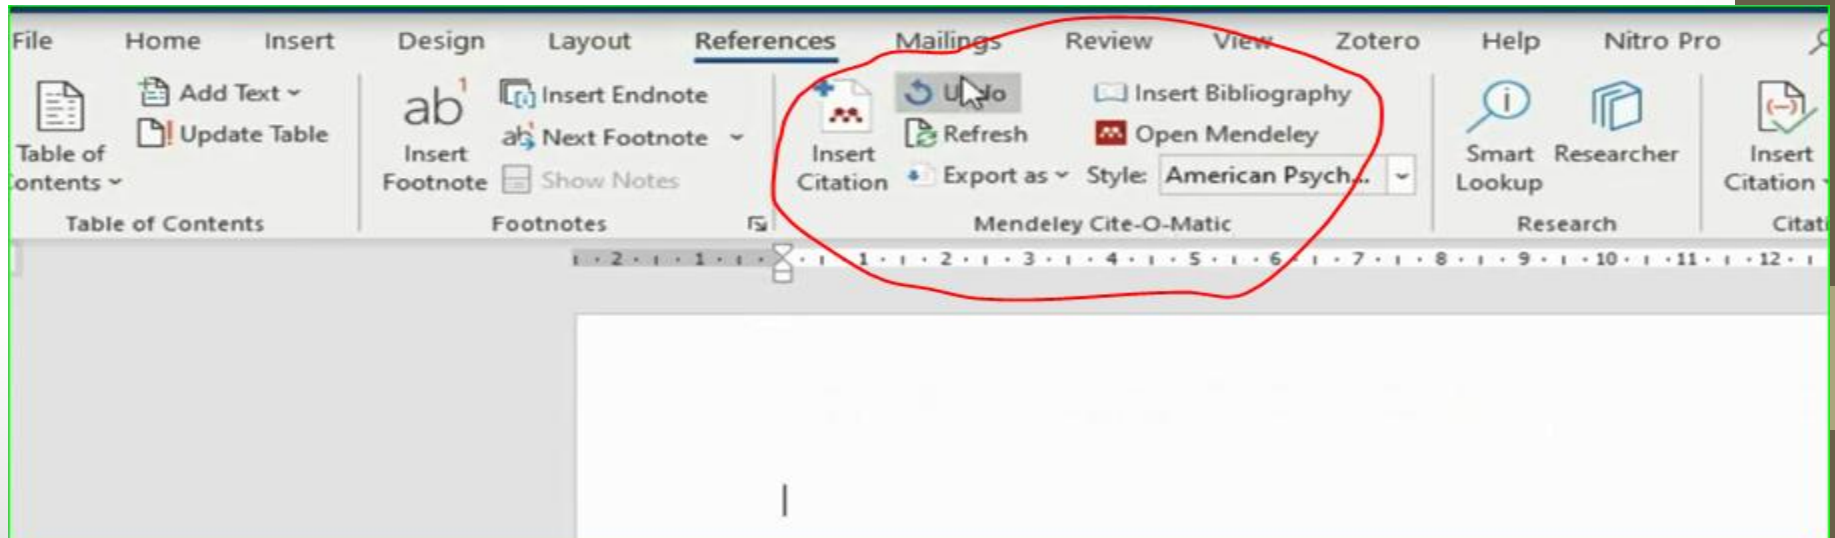 File Home Insert Design Layout References Mailings Review View Zotero Help Nitro Pro
Table of
ontents
Add Text
Update Table
Table of Contents
ab1
Insert
Footnote
Insert Endnote
Next Footnote
Show Notes
Footnotes
Insert
Citation
Undo
Refresh
Export as
Insert Bibliography
Open Mendeley
Style: American Psych...
Mendeley Cite-O-Matic
Smart
Lookup
Researcher
Research
Insert
Citation
Citati
2 1 1 2 3 4 5 6 7 8 9 10 11 12